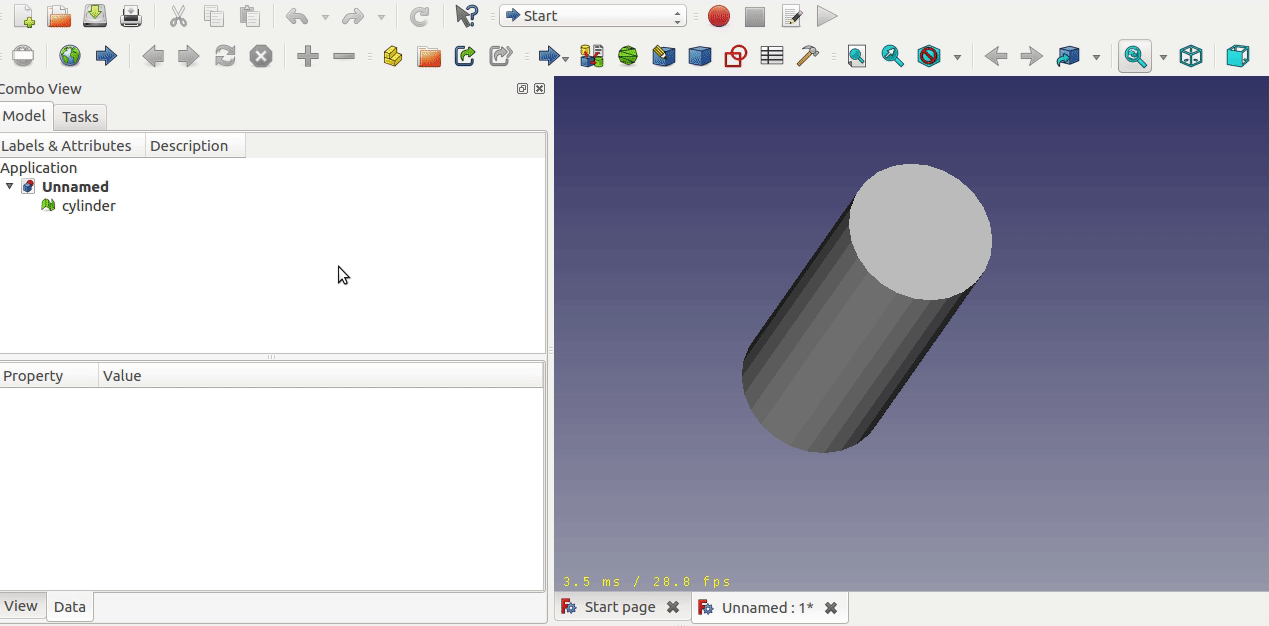 Start
Combo View
Model
Tasks
Labels & Attributes
Description
Application
Unnamed
cylinder
Property
Value
3.5 ms / 28.8 fps
View
Data
Start page
Unnamed : 1*